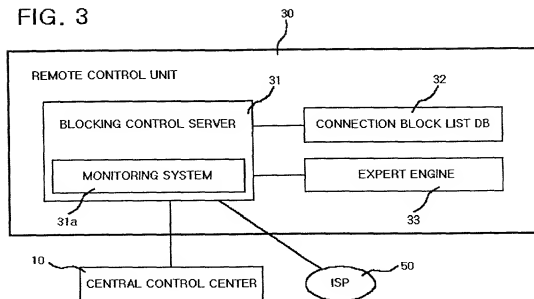 FIG. 3
30
REMOTE CONTROL UNIT
31
32
BLOCKING CONTROL SERVER
CONNECTION BLOCK LIST DB
MONITORING SYSTEM
EXPERT ENGINE
31a
33
10
50
CENTRAL CONTROL CENTER
ISP